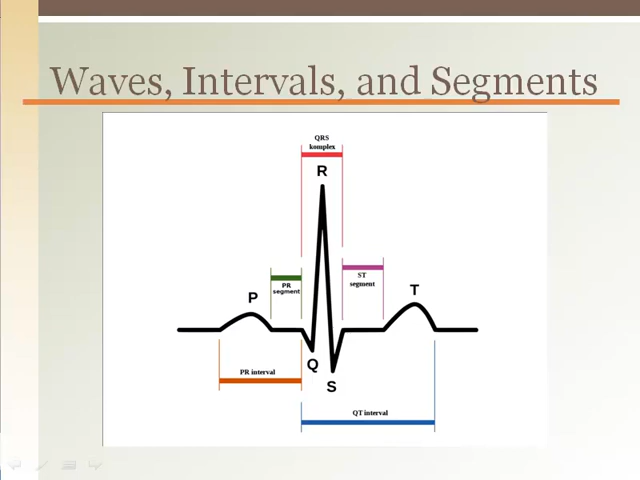 Waves, Intervals, and Segments
QRS
komplex
R
ST
segment
PR
segment
P
T
Q
S
PR interval
QT interval